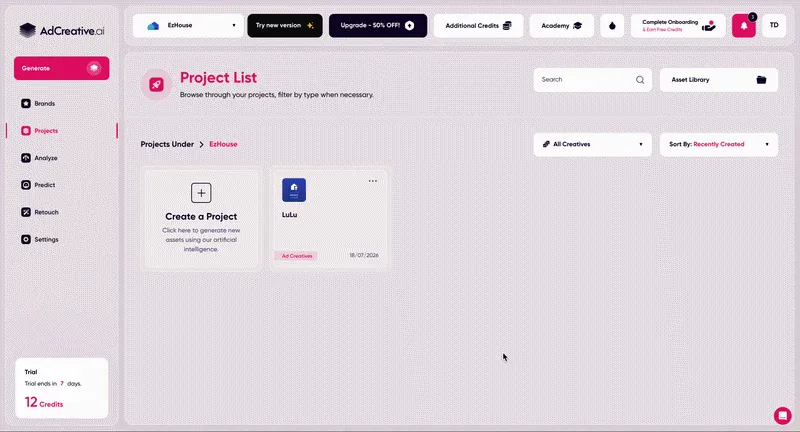 AdCreative.ai
EzHouse
Try new version
Upgrade - 50% OFF!
Additional Credits
Academy
Complete Onboarding
& Earn Free Credits
3
TD
Generate
Brands
Projects
Analyze
Predict
Retouch
Settings
Project List
Browse through your projects, filter by type when necessary.
Search
Asset Library
Projects Under > EzHouse
All Creatives
Sort By: Recently Created
Create a Project
Click here to generate new
assets using our artificial
intelligence.
LuLu
Ad Creatives
18/07/2026
Trial
Trial ends in 7 days.
12 Credits